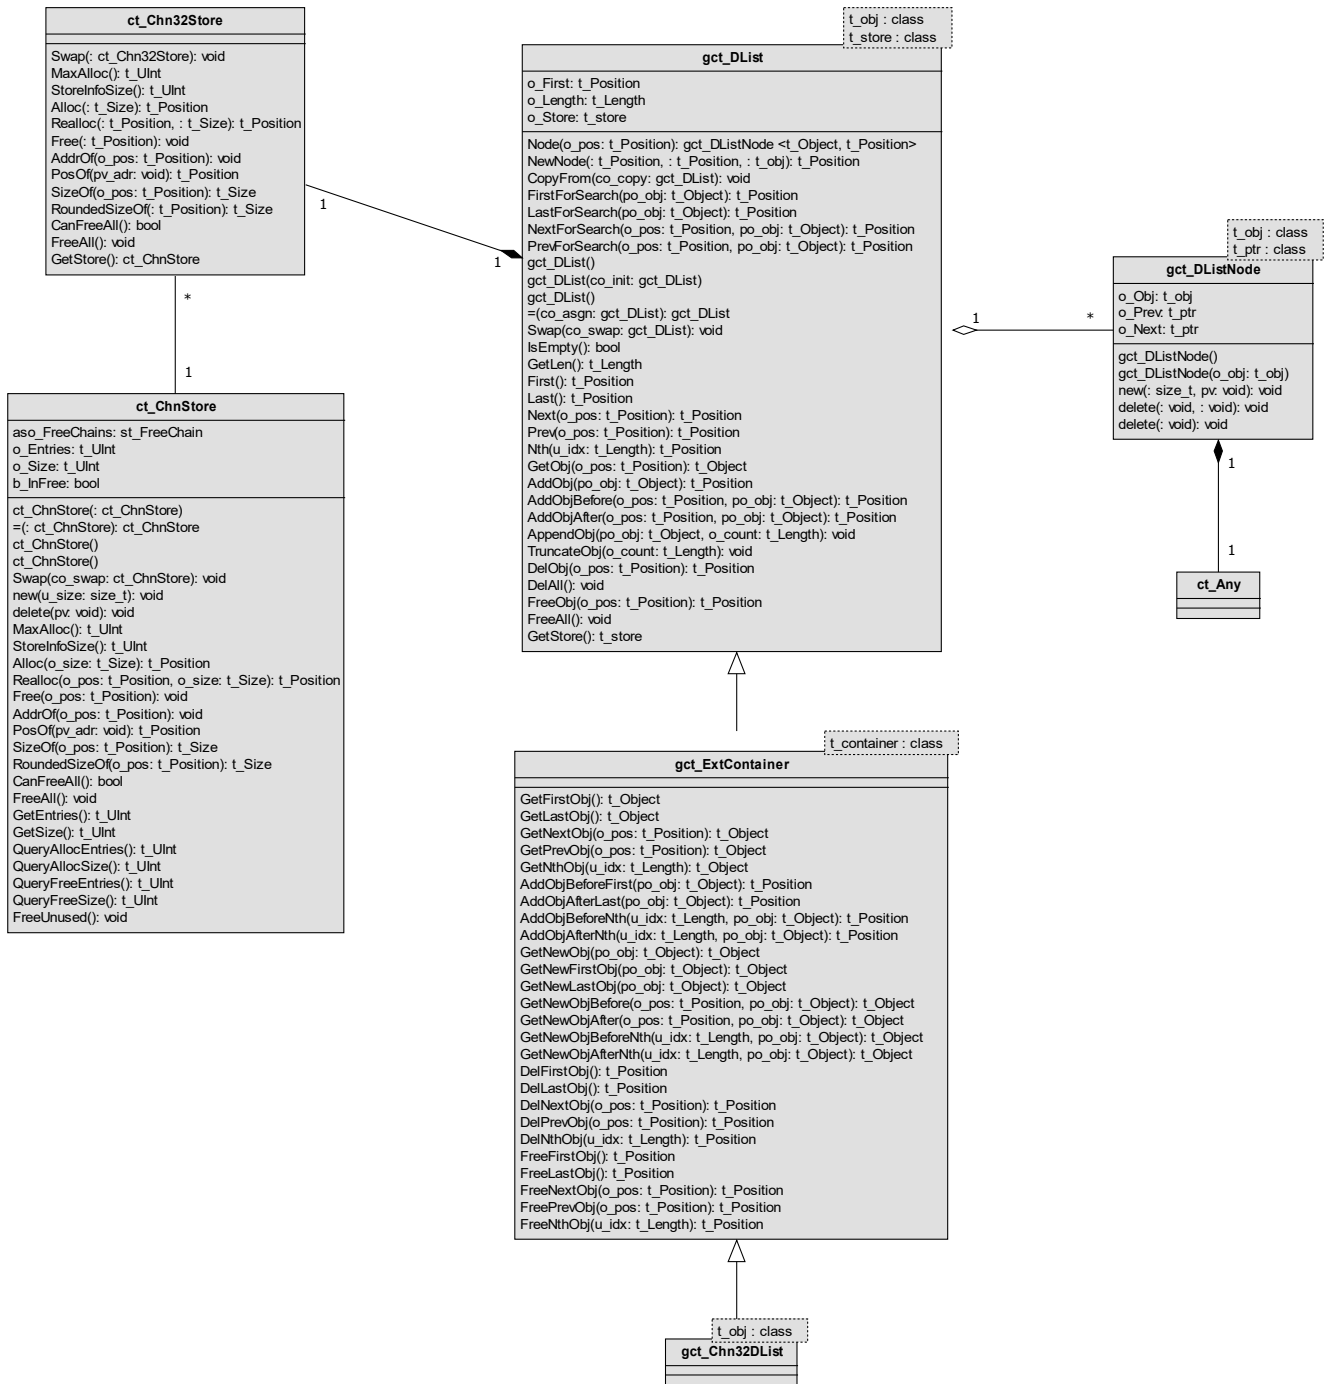 ct_Chn32Store
Swap(: ct_Chn32Store): void
MaxAlloc(): t_UInt
StoreInfoSize(): t_UInt
Alloc(: t_Size): t_Position
Realloc(: t_Position, : t_Size): t_Position
Free(: t_Position): void
AddrOf(o_pos: t_Position): void
PosOf(pv_adr: void): t_Position
SizeOf(o_pos: t_Position): t_Size
RoundedSizeOf(: t_Position): t_Size
CanFreeAll(): bool
FreeAll(): void
GetStore(): ct_ChnStore
1
1
*
1
ct_ChnStore
aso_FreeChains: st_FreeChain
o_Entries: t_UInt
o_Size: t_UInt
b_InFree: bool
ct_ChnStore(: ct_ChnStore)
=(: ct_ChnStore): ct_ChnStore
ct_ChnStore()
ct_ChnStore()
Swap(co_swap: ct_ChnStore): void
new(u_size: size_t): void
delete(pv: void): void
MaxAlloc(): t_UInt
StoreInfoSize(): t_UInt
Alloc(o_size: t_Size): t_Position
Realloc(o_pos: t_Position, o_size: t_Size): t_Position
Free(o_pos: t_Position): void
AddrOf(o_pos: t_Position): void
PosOf(pv_adr: void): t_Position
SizeOf(o_pos: t_Position): t_Size
RoundedSizeOf(o_pos: t_Position): t_Size
CanFreeAll(): bool
FreeAll(): void
GetEntries(): t_UInt
GetSize(): t_UInt
QueryAllocEntries(): t_UInt
QueryAllocSize(): t_UInt
QueryFreeEntries(): t_UInt
QueryFreeSize(): t_UInt
FreeUnused(): void
t_obj : class
t_store : class
gct_DList
o_First: t_Position
o_Length: t_Length
o_Store: t_store
Node(o_pos: t_Position): gct_DListNode <t_Object, t_Position>
NewNode(: t_Position, : t_Position, : t_obj): t_Position
CopyFrom(co_copy: gct_DList): void
FirstForSearch(po_obj: t_Object): t_Position
LastForSearch(po_obj: t_Object): t_Position
NextForSearch(o_pos: t_Position, po_obj: t_Object): t_Position
PrevForSearch(o_pos: t_Position, po_obj: t_Object): t_Position
gct_DList()
gct_DList(co_init: gct_DList)
gct_DList()
=(co_asgn: gct_DList): gct_DList
Swap(co_swap: gct_DList): void
IsEmpty(): bool
GetLen(): t_Length
First(): t_Position
Last(): t_Position
Next(o_pos: t_Position): t_Position
Prev(o_pos: t_Position): t_Position
Nth(u_idx: t_Length): t_Position
GetObj(o_pos: t_Position): t_Object
AddObj(po_obj: t_Object): t_Position
AddObjBefore(o_pos: t_Position, po_obj: t_Object): t_Position
AddObjAfter(o_pos: t_Position, po_obj: t_Object): t_Position
AppendObj(po_obj: t_Object, o_count: t_Length): void
TruncateObj(o_count: t_Length): void
DelObj(o_pos: t_Position): t_Position
DelAll(): void
FreeObj(o_pos: t_Position): t_Position
FreeAll(): void
GetStore(): t_store
1
*
t_obj : class
t_ptr : class
gct_DListNode
o_Obj: t_obj
o_Prev: t_ptr
o_Next: t_ptr
gct_DListNode()
gct_DListNode(o_obj: t_obj)
new(: size_t, pv: void): void
delete(: void, : void): void
delete(: void): void
1
1
ct_Any
t_container : class
gct_ExtContainer
GetFirstObj(): t_Object
GetLastObj(): t_Object
GetNextObj(o_pos: t_Position): t_Object
GetPrevObj(o_pos: t_Position): t_Object
GetNthObj(u_idx: t_Length): t_Object
AddObjBeforeFirst(po_obj: t_Object): t_Position
AddObjAfterLast(po_obj: t_Object): t_Position
AddObjBeforeNth(u_idx: t_Length, po_obj: t_Object): t_Position
AddObjAfterNth(u_idx: t_Length, po_obj: t_Object): t_Position
GetNewObj(po_obj: t_Object): t_Object
GetNewFirstObj(po_obj: t_Object): t_Object
GetNewLastObj(po_obj: t_Object): t_Object
GetNewObjBefore(o_pos: t_Position, po_obj: t_Object): t_Object
GetNewObjAfter(o_pos: t_Position, po_obj: t_Object): t_Object
GetNewObjBeforeNth(u_idx: t_Length, po_obj: t_Object): t_Object
GetNewObjAfterNth(u_idx: t_Length, po_obj: t_Object): t_Object
DelFirstObj(): t_Position
DelLastObj(): t_Position
DelNextObj(o_pos: t_Position): t_Position
DelPrevObj(o_pos: t_Position): t_Position
DelNthObj(u_idx: t_Length): t_Position
FreeFirstObj(): t_Position
FreeLastObj(): t_Position
FreeNextObj(o_pos: t_Position): t_Position
FreePrevObj(o_pos: t_Position): t_Position
FreeNthObj(u_idx: t_Length): t_Position
t_obj : class
gct_Chn32DList